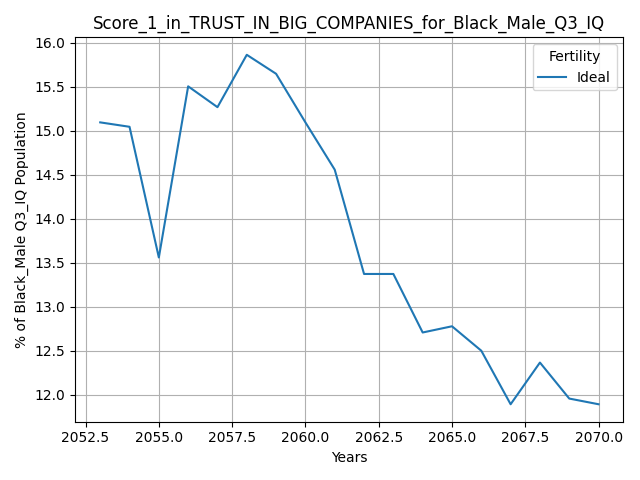 Score_1_in_TRUST_IN_BIG_COMPANIES_for_Black_Male_Q3_IQ
Fertility
Ideal
% of Black_Male Q3_IQ Population
16.0
15.5
15.0
14.5
14.0
13.5
13.0
12.5
12.0
2052.5 2055.0 2057.5 2060.0 2062.5 2065.0 2067.5 2070.0
Years